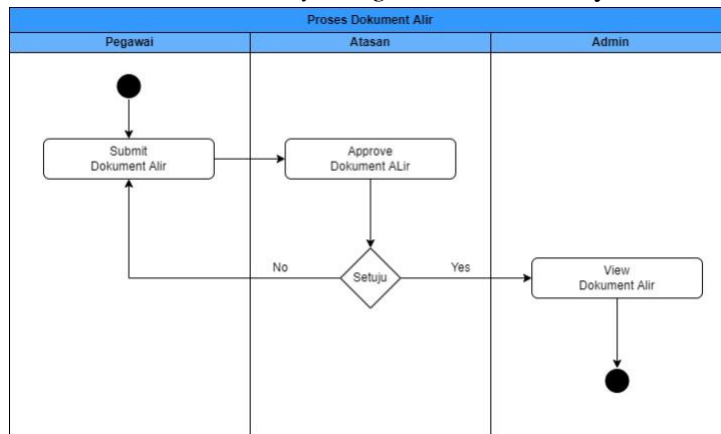 Proses Dokument Alir
Pegawai
Atasan
Admin
Submit
Dokument Alir
Approve
Dokument ALir
No
Setuju
Yes
View
Dokument Alir